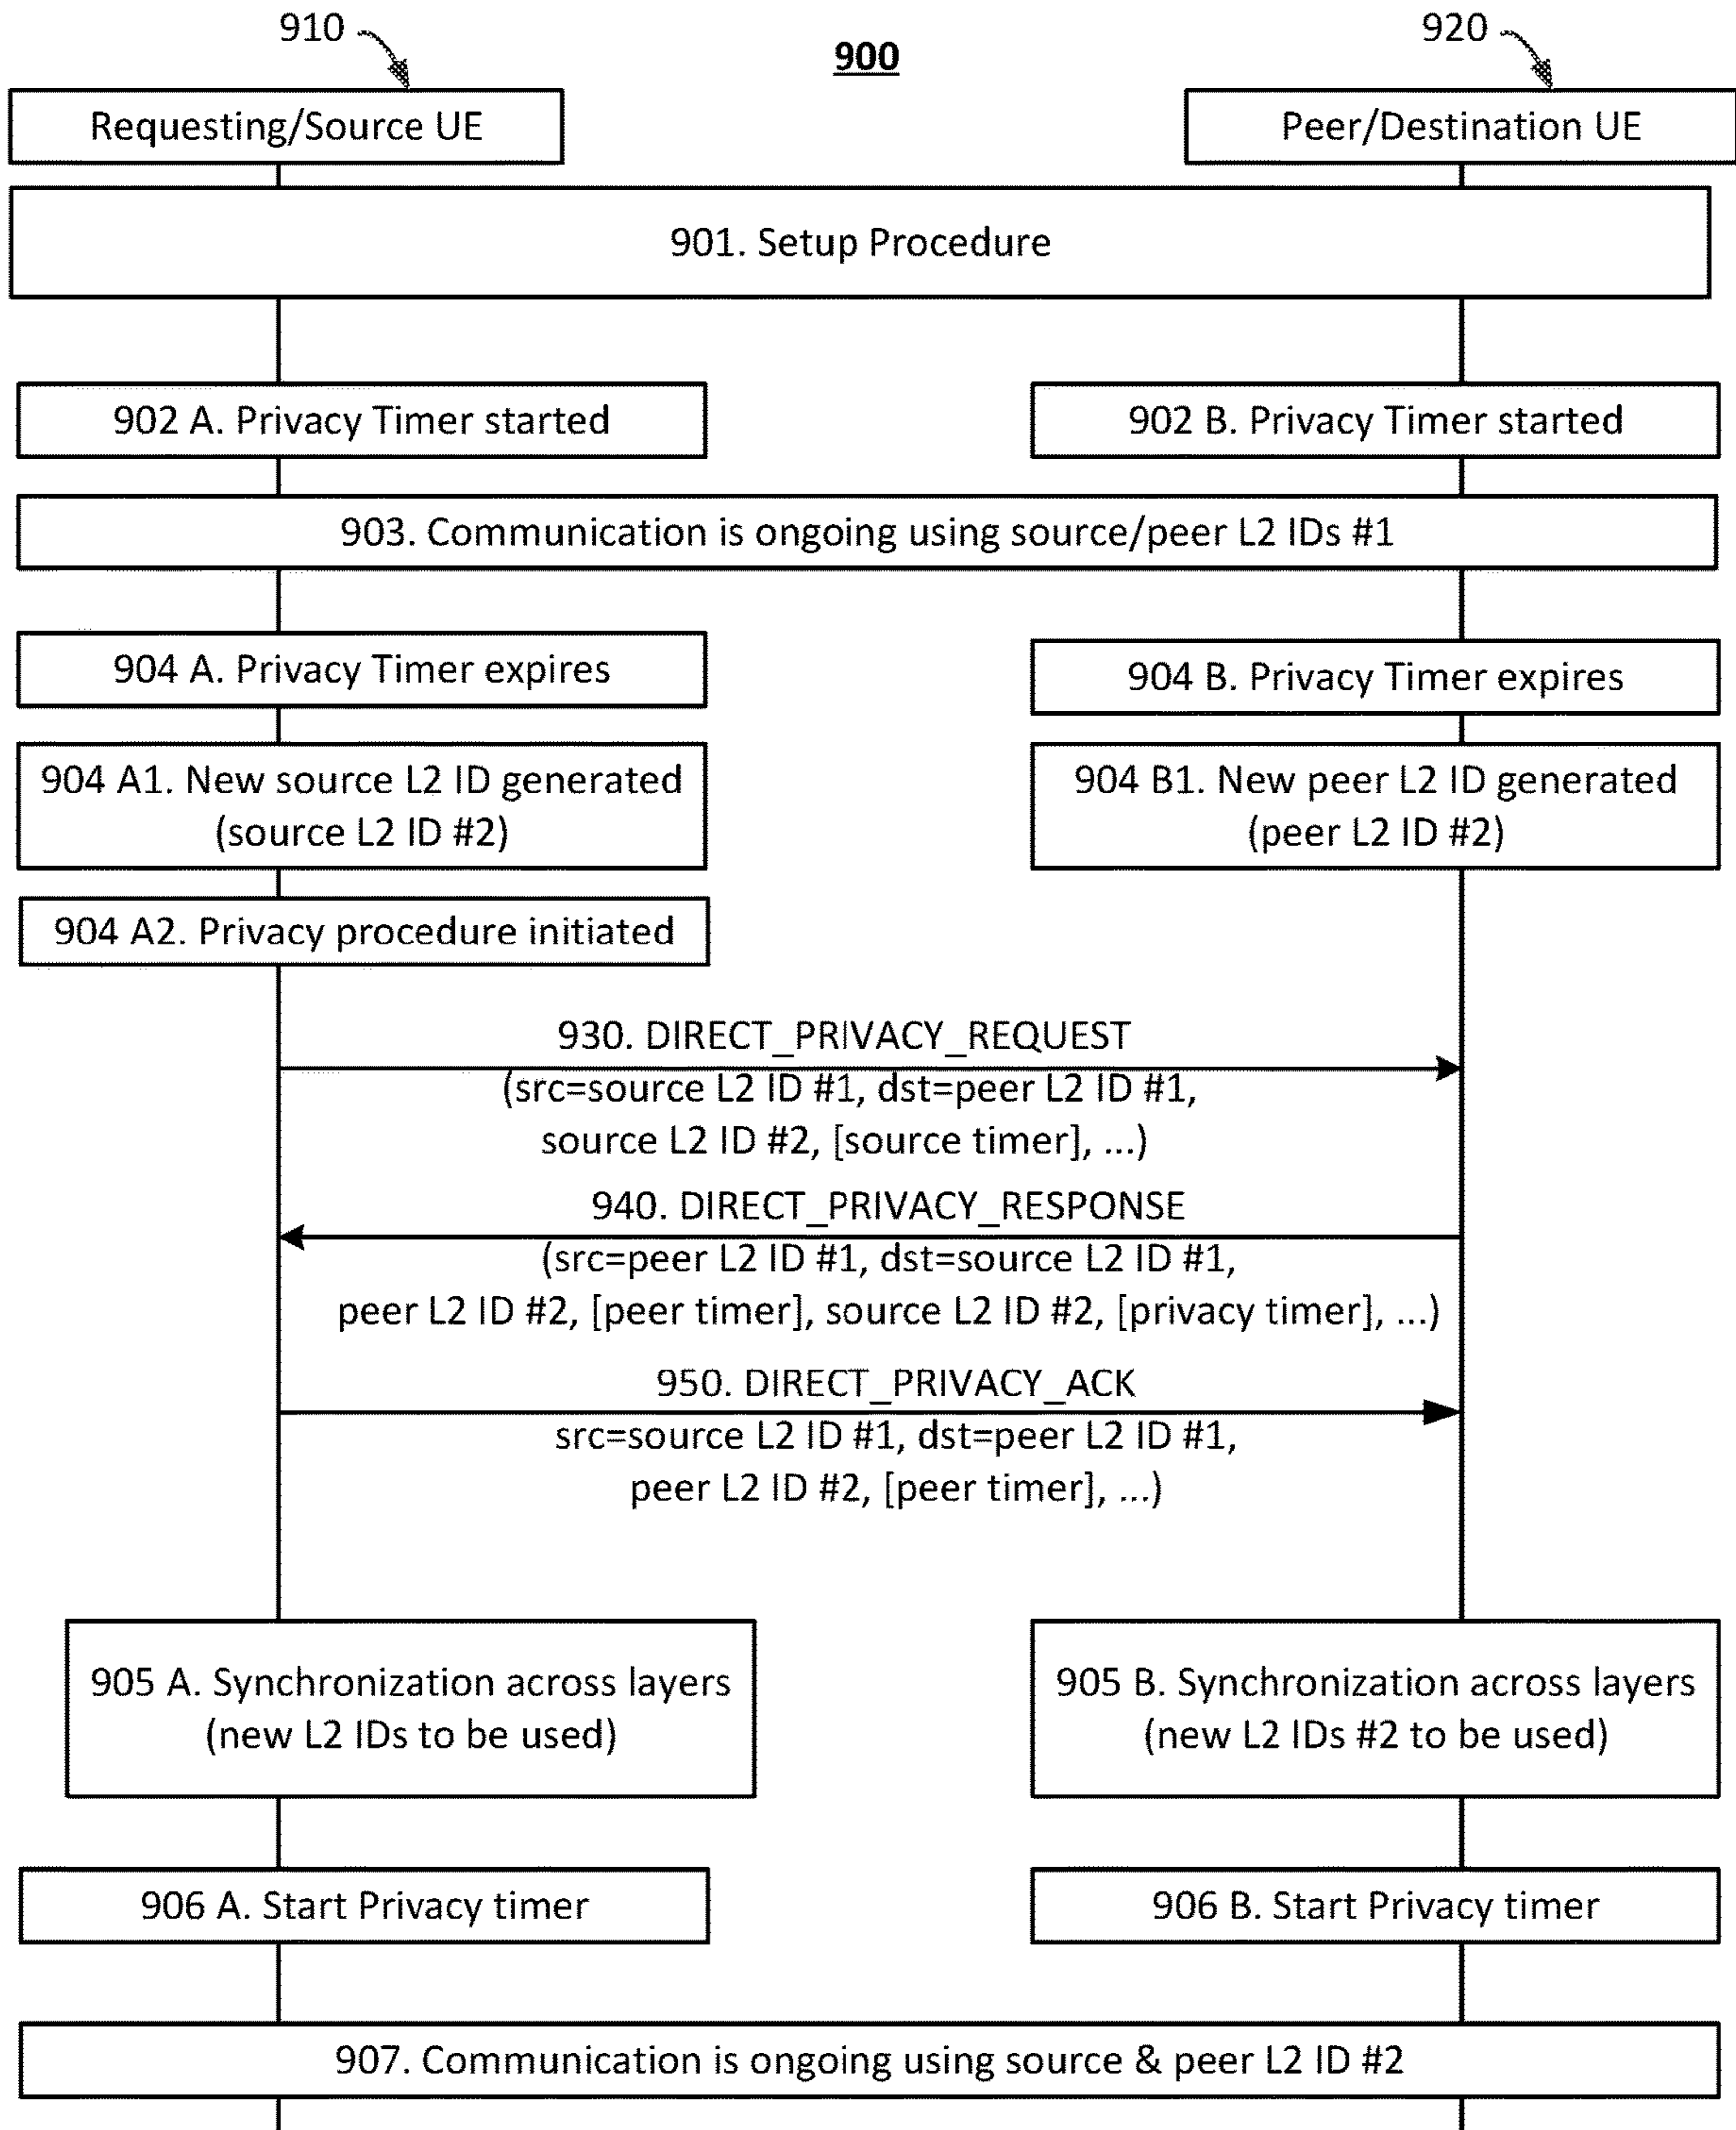 910
900
920
Requesting/Source UE
Peer/Destination UE
901. Setup Procedure
902 A. Privacy Timer started
902 B. Privacy Timer started
903. Communication is ongoing using source/peer L2 IDs #1
904 A. Privacy Timer expires
904 B. Privacy Timer expires
904 A1. New source L2 ID generated
(source L2 ID #2)
904 B1. New peer L2 ID generated
(peer L2 ID #2)
904 A2. Privacy procedure initiated
930. DIRECT_PRIVACY_REQUEST
(src=source L2 ID #1, dst=peer L2 ID #1,
source L2 ID #2, [source timer], ...)
940. DIRECT_PRIVACY_RESPONSE
(src=peer L2 ID #1, dst=source L2 ID #1,
peer L2 ID #2, [peer timer], source L2 ID #2, [privacy timer], ...)
950. DIRECT_PRIVACY_ACK
src=source L2 ID #1, dst=peer L2 ID #1,
peer L2 ID #2, [peer timer], ...)
905 A. Synchronization across layers
(new L2 IDs to be used)
905 B. Synchronization across layers
(new L2 IDs #2 to be used)
906 A. Start Privacy timer
906 B. Start Privacy timer
907. Communication is ongoing using source & peer L2 ID #2